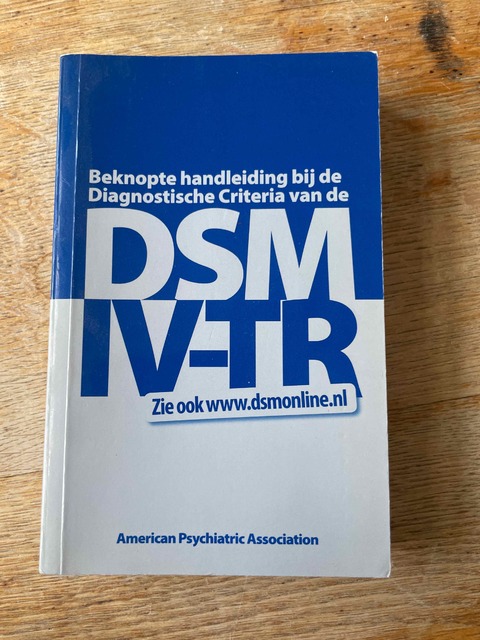 Beknopte handleiding bij de
Diagnostische Criteria van de
DSM
IV-TR
Zie ook www.dsmonline.nl
American Psychiatric Association